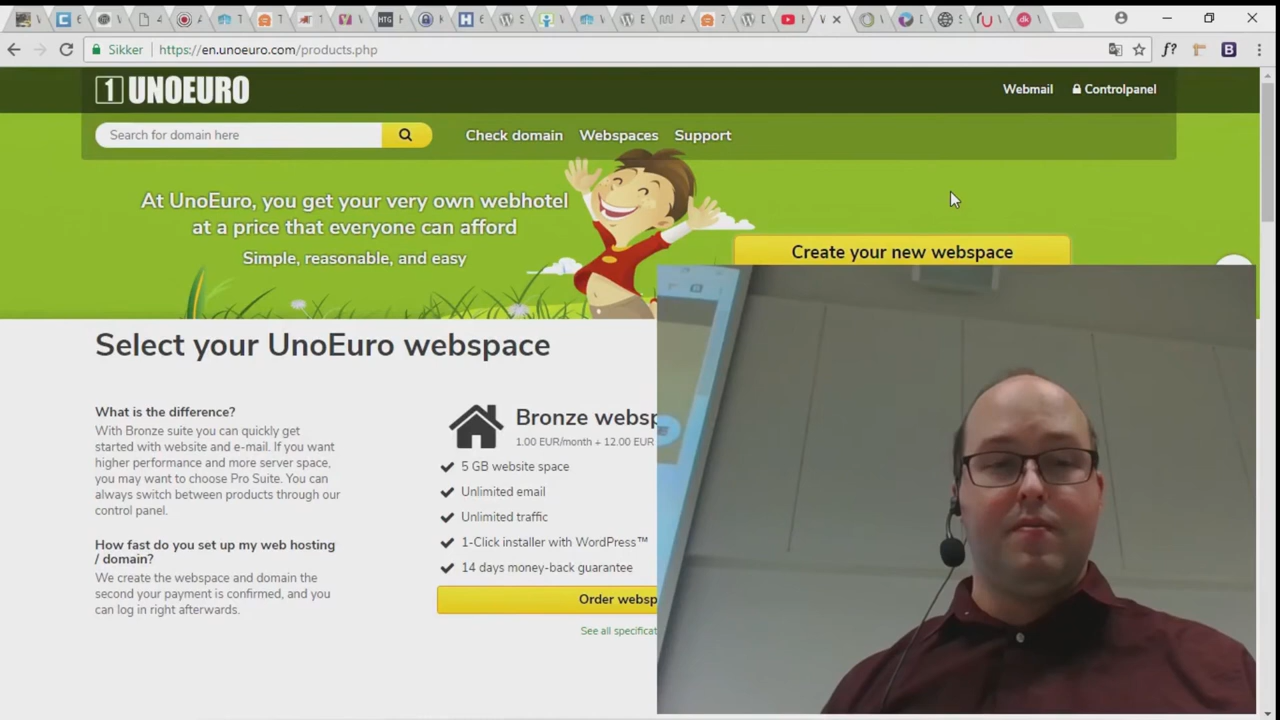 Sikker
https://en.unoeuro.com/products.php
f?
B
1 UNOEURO
Webmail
Controlpanel
Search for domain here
Check domain
Webspaces
Support
At UnoEuro, you get your very own webhotel
at a price that everyone can afford
Simple, reasonable, and easy
Create your new webspace
Select your UnoEuro webspace
What is the difference?
With Bronze suite you can quickly get
started with website and e-mail. If you want
higher performance and more server space,
you may want to choose Pro Suite. You can
always switch between products through our
control panel.
How fast do you set up my web hosting
/ domain?
We create the webspace and domain the
second your payment is confirmed, and you
can log in right afterwards.
Bronze websp
1.00 EUR/month + 12.00 EUR
5 GB website space
Unlimited email
Unlimited traffic
1-Click installer with WordPress™
14 days money-back guarantee
Order websp
See all specificat